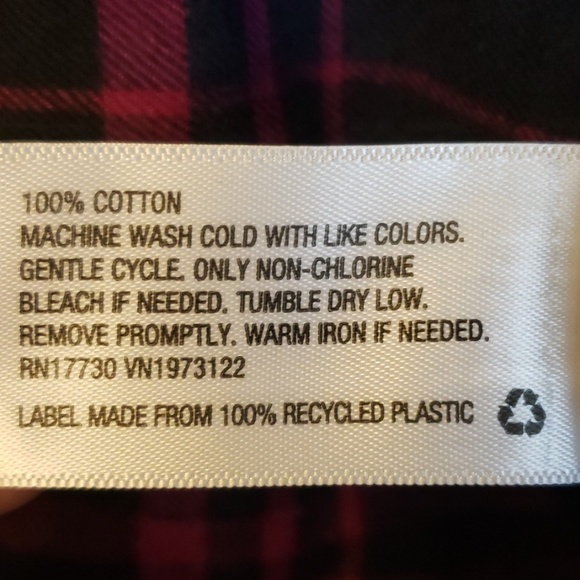 100% COTTON
MACHINE WASH COLD WITH LIKE COLORS.
GENTLE CYCLE. ONLY NON-CHLORINE
BLEACH IF NEEDED. TUMBLE DRY LOW.
REMOVE PROMPTLY. WARM IRON IF NEEDED.
RN17730 VN1973122
LABEL MADE FROM 100% RECYCLED PLASTIC